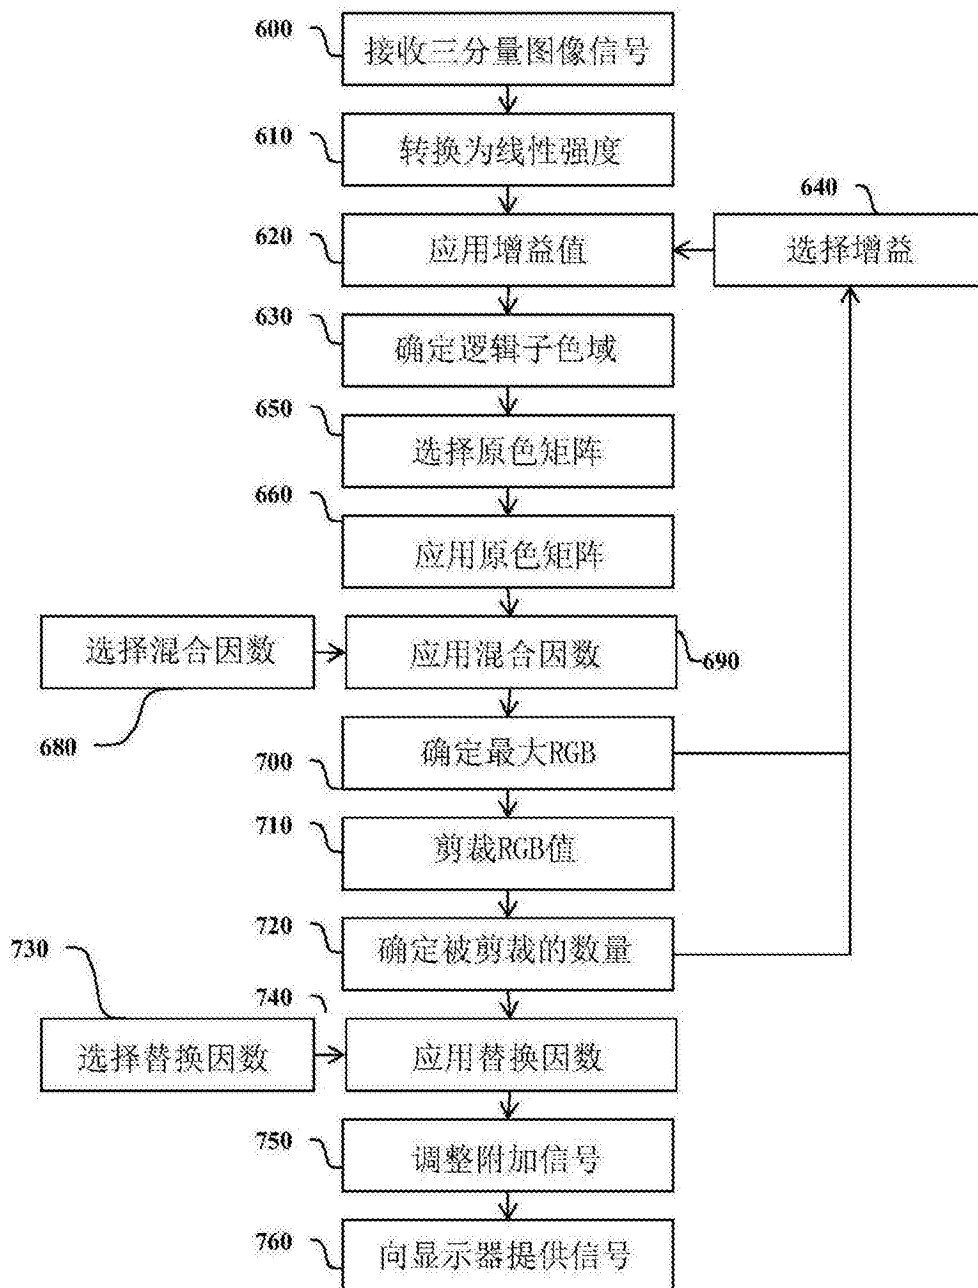 600
接收三分量图像信号
610
转换为线性强度
640
620
应用增益值
选择增益
630
确定逻辑子色域
650
选择原色矩阵
660
应用原色矩阵
选择混合因数
应用混合因数
690
680
确定最大RGB
700
710
剪裁RGB值
720
确定被剪裁的数量
730
740
选择替换因数
应用替换因数
750
调整附加信号
760
向显示器提供信号